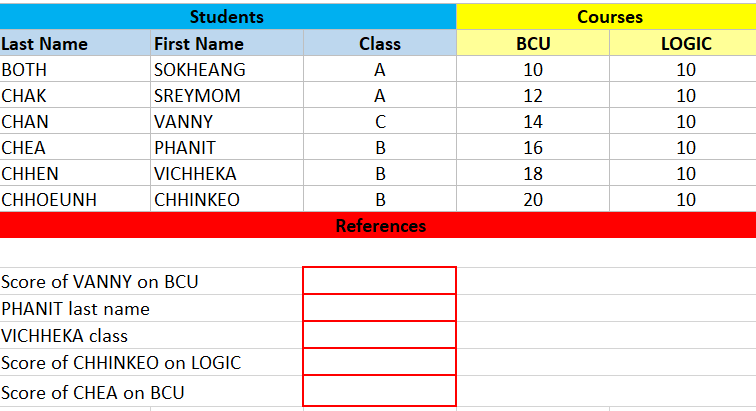 Students Courses
Last Name First Name Class BCU LOGIC
BOTH SOKHEANG A 10 10
CHAK SREYMOM A 12 10
CHAN VANNY C 14 10
CHEA PHANIT B 16 10
CHHEN VICHHEKA B 18 10
CHHOEUNH CHHINKEO B 20 10
References
Score of VANNY on BCU
PHANIT last name
VICHHEKA class
Score of CHHINKEO on LOGIC
Score of CHEA on BCU